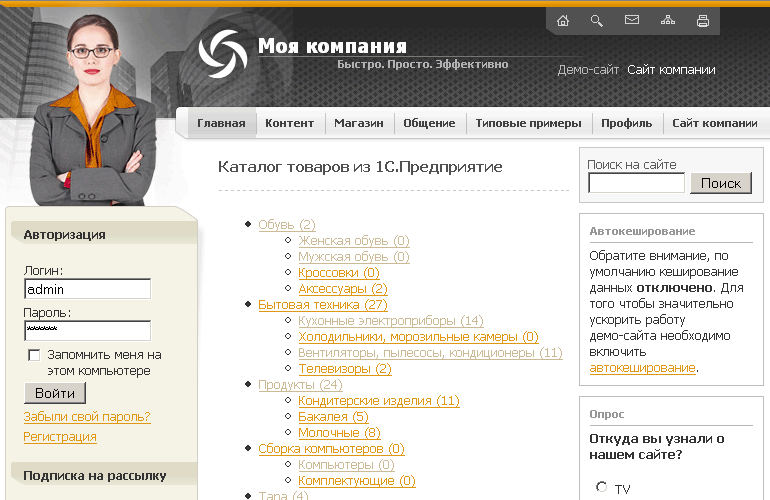 Моя компания
Быстро. Просто. Эффективно
Демо-сайт Сайт компании
Главная Контент Магазин Общение Типовые примеры Профиль Сайт компании
Авторизация
Логин:
admin
Пароль:
******
Запомнить меня на
этом компьютере
Войти
Забыли свой пароль?
Регистрация
Подписка на рассылку
Каталог товаров из 1С.Предприятие
Обувь (2)
Женская обувь (0)
Мужская обувь (0)
Кроссовки (0)
Аксессуары (2)
Бытовая техника (27)
Кухонные электроприборы (14)
Холодильники, морозильные камеры (0)
Вентиляторы, пылесосы, кондиционеры (11)
Телевизоры (2)
Продукты (24)
Кондитерские изделия (11)
Бакалея (5)
Молочные (8)
Сборка компьютеров (0)
Компьютеры (0)
Комплектующие (0)
Тара (4)
Поиск на сайте
Поиск
Автокеширование
Обратите внимание, по
умолчанию кеширование
данных отключено. Для
того чтобы значительно
ускорить работу
демо-сайта необходимо
включить
автокеширование.
Опрос
Откуда вы узнали о
нашем сайте?
TV